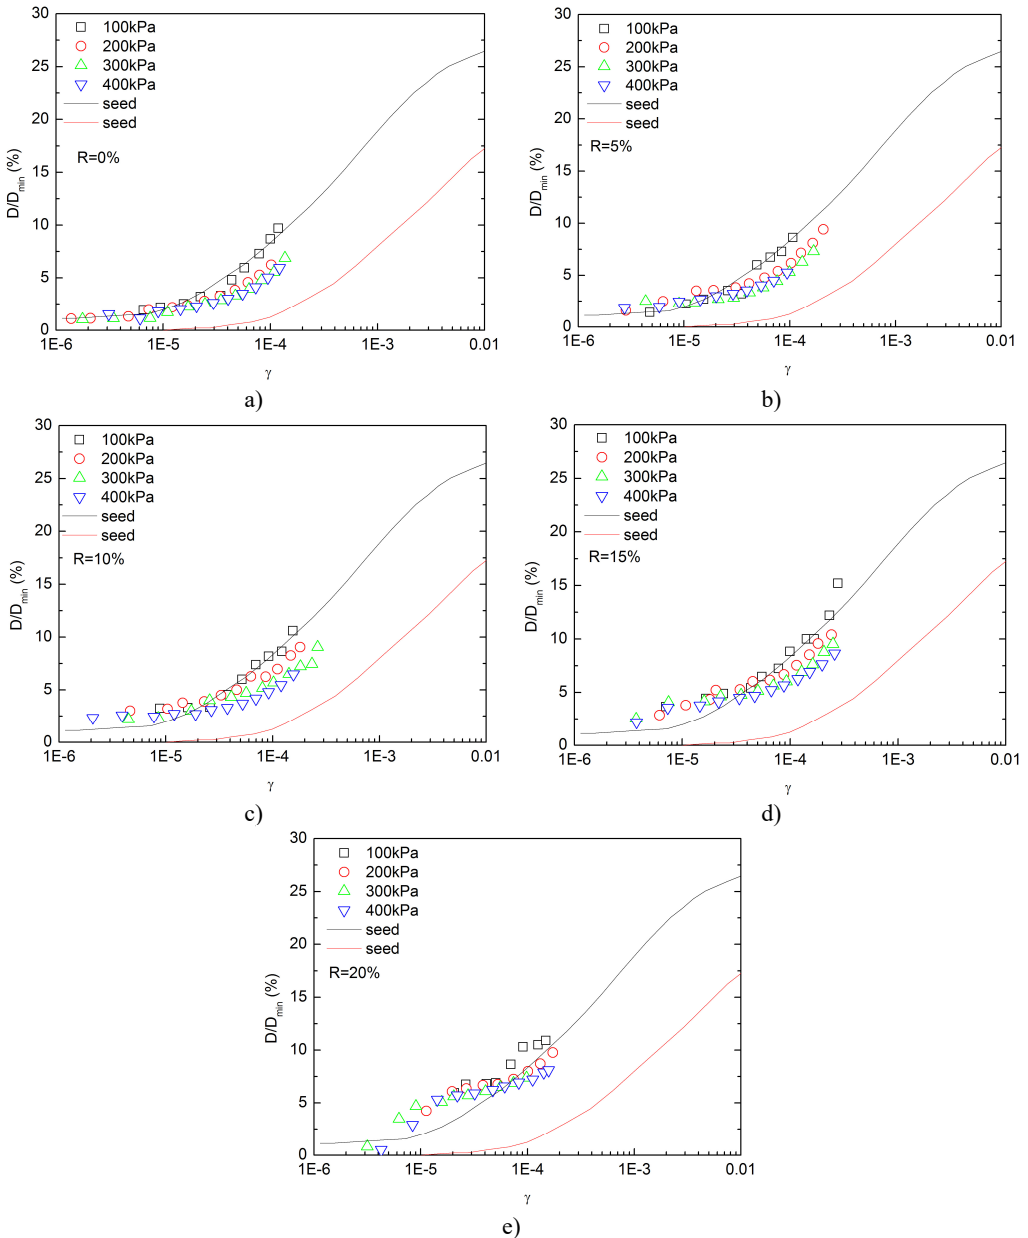 30
25
20
15
10
5
0
D/D_min (%)
100kPa
200kPa
300kPa
400kPa
seed
seed
R=0%
1E-6 1E-5 1E-4 1E-3 0.01
γ
a)
30
25
20
15
10
5
0
D/D_min (%)
100kPa
200kPa
300kPa
400kPa
seed
seed
R=5%
1E-6 1E-5 1E-4 1E-3 0.01
γ
b)
30
25
20
15
10
5
0
D/D_min (%)
100kPa
200kPa
300kPa
400kPa
seed
seed
R=10%
1E-6 1E-5 1E-4 1E-3 0.01
γ
c)
30
25
20
15
10
5
0
D/D_min (%)
100kPa
200kPa
300kPa
400kPa
seed
seed
R=15%
1E-6 1E-5 1E-4 1E-3 0.01
γ
d)
30
25
20
15
10
5
0
D/D_min (%)
100kPa
200kPa
300kPa
400kPa
seed
seed
R=20%
1E-6 1E-5 1E-4 1E-3 0.01
γ
e)